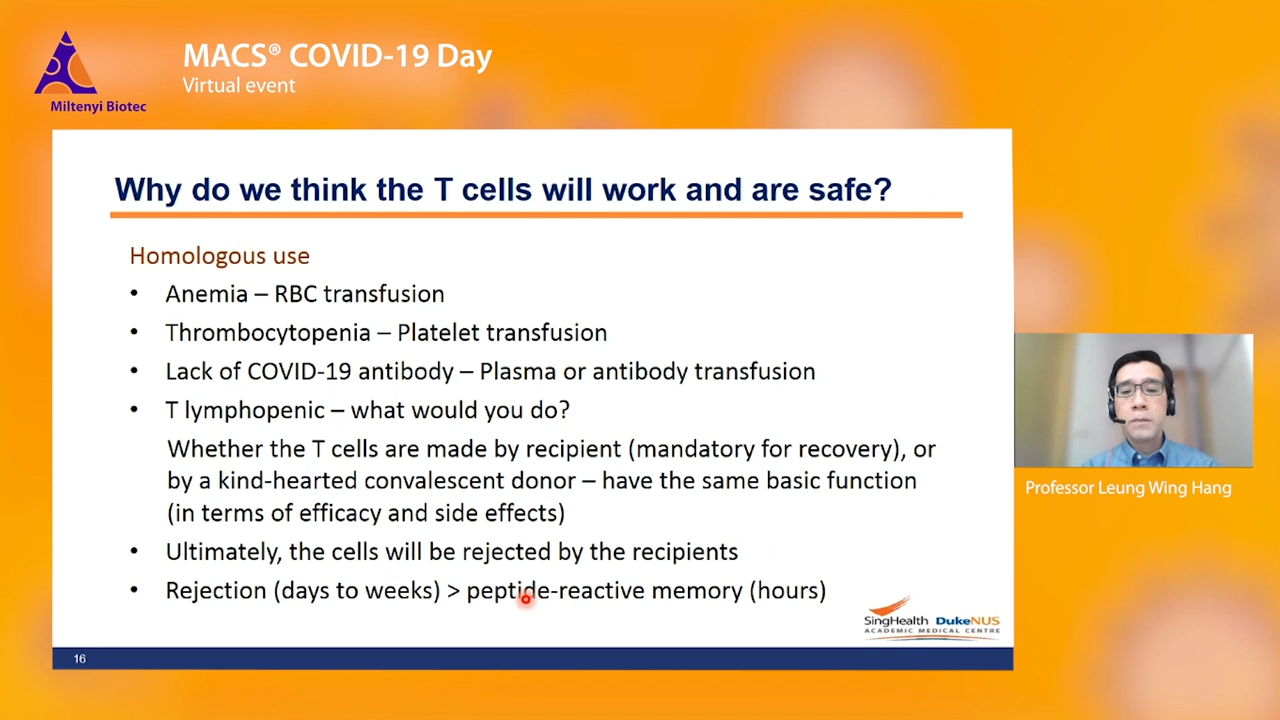 MACS® COVID-19 Day
Virtual event
Miltenyi Biotec
Why do we think the T cells will work and are safe?
Homologous use
• Anemia – RBC transfusion
• Thrombocytopenia – Platelet transfusion
• Lack of COVID-19 antibody – Plasma or antibody transfusion
• T lymphopenic – what would you do?
Whether the T cells are made by recipient (mandatory for recovery), or
by a kind-hearted convalescent donor – have the same basic function
(in terms of efficacy and side effects)
• Ultimately, the cells will be rejected by the recipients
• Rejection (days to weeks) > peptide-reactive memory (hours)
SingHealth DukeNUS
ACADEMIC MEDICAL CENTRE
16
Professor Leung Wing Hang